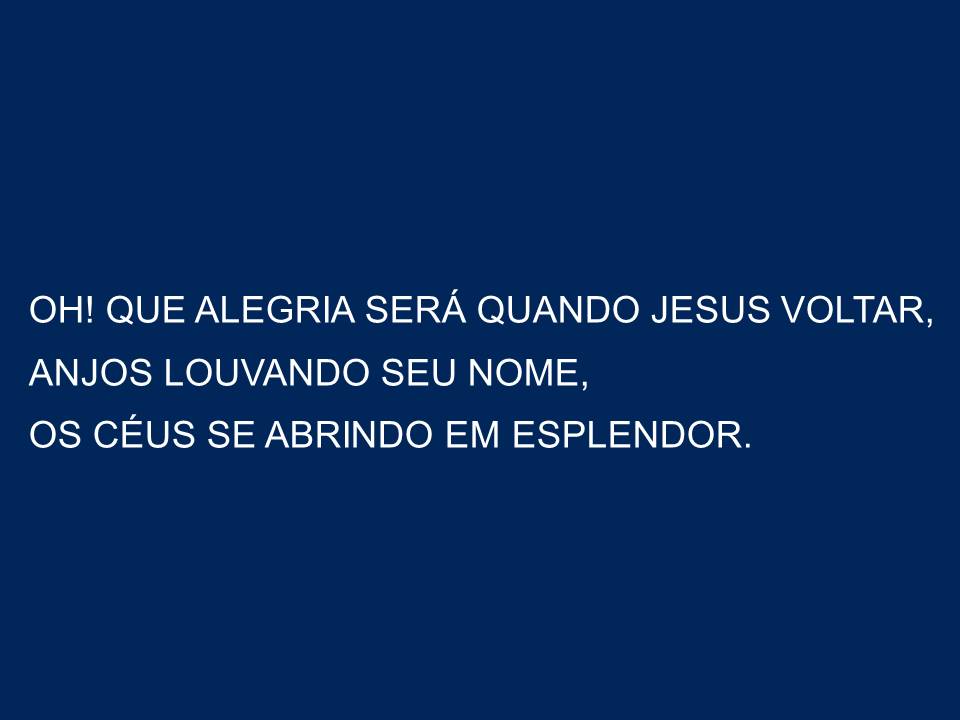 OH! QUE ALEGRIA SERÁ QUANDO JESUS VOLTAR,
ANJOS LOUVANDO SEU NOME,
OS CÉUS SE ABRINDO EM ESPLENDOR.